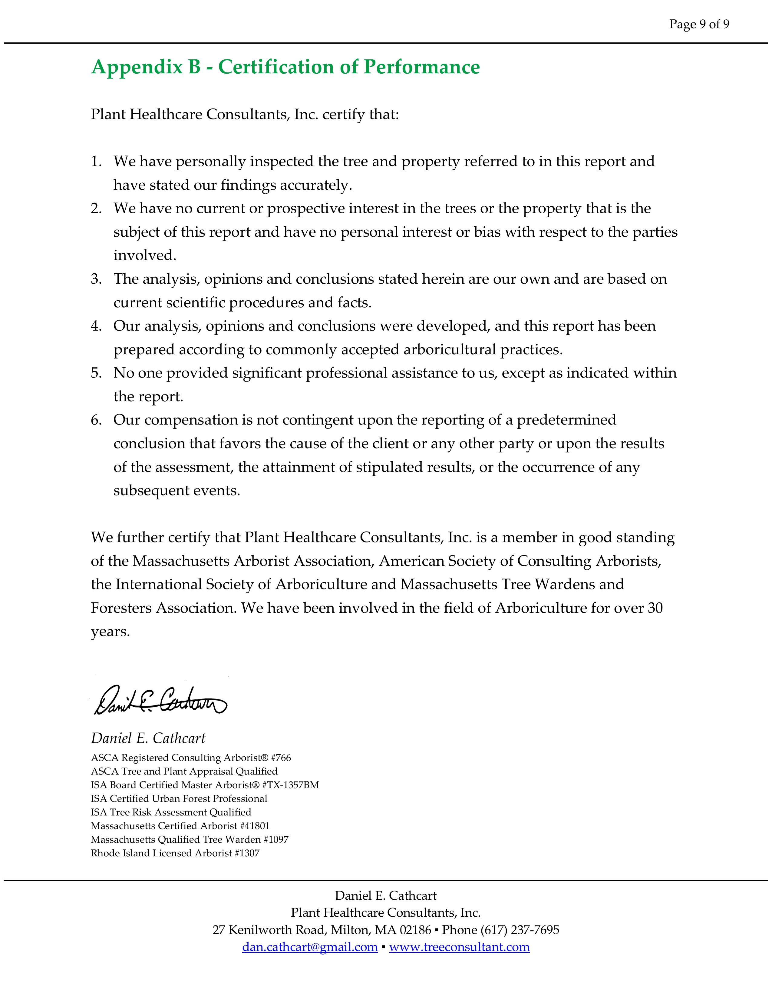 Page 9 of 9
Appendix B - Certification of Performance
Plant Healthcare Consultants, Inc. certify that:
1. We have personally inspected the tree and property referred to in this report and
have stated our findings accurately.
2. We have no current or prospective interest in the trees or the property that is the
subject of this report and have no personal interest or bias with respect to the parties
involved.
3. The analysis, opinions and conclusions stated herein are our own and are based on
current scientific procedures and facts.
4. Our analysis, opinions and conclusions were developed, and this report has been
prepared according to commonly accepted arboricultural practices.
5. No one provided significant professional assistance to us, except as indicated within
the report.
6. Our compensation is not contingent upon the reporting of a predetermined
conclusion that favors the cause of the client or any other party or upon the results
of the assessment, the attainment of stipulated results, or the occurrence of any
subsequent events.
We further certify that Plant Healthcare Consultants, Inc. is a member in good standing
of the Massachusetts Arborist Association, American Society of Consulting Arborists,
the International Society of Arboriculture and Massachusetts Tree Wardens and
Foresters Association. We have been involved in the field of Arboriculture for over 30
years.
Daniel E. Cathcart
Daniel E. Cathcart
ASCA Registered Consulting Arborist® #766
ASCA Tree and Plant Appraisal Qualified
ISA Board Certified Master Arborist® #TX-1357BM
ISA Certified Urban Forest Professional
ISA Tree Risk Assessment Qualified
Massachusetts Certified Arborist #41801
Massachusetts Qualified Tree Warden #1097
Rhode Island Licensed Arborist #1307
Daniel E. Cathcart
Plant Healthcare Consultants, Inc.
27 Kenilworth Road, Milton, MA 02186 ▪ Phone (617) 237-7695
dan.cathcart@gmail.com ▪ www.treeconsultant.com